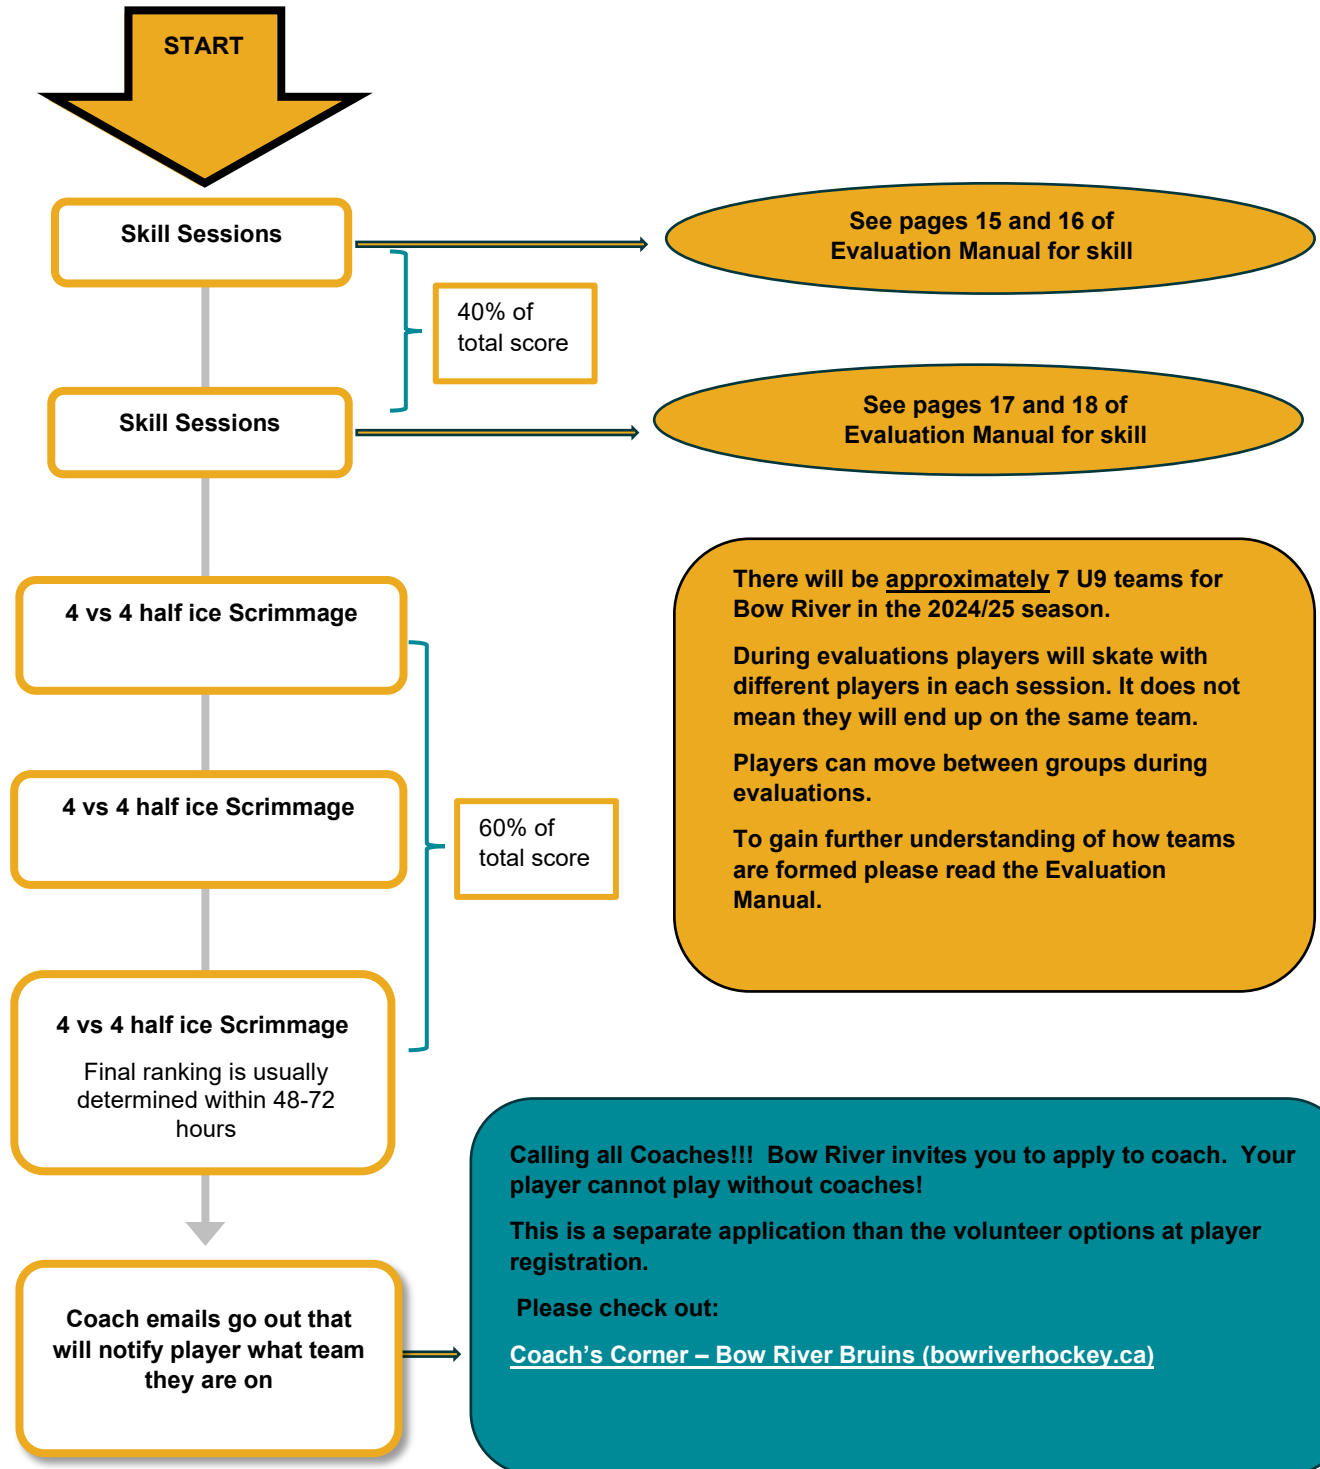 START
Skill Sessions
See pages 15 and 16 of
Evaluation Manual for skill
40% of
total score
Skill Sessions
See pages 17 and 18 of
Evaluation Manual for skill
4 vs 4 half ice Scrimmage
4 vs 4 half ice Scrimmage
60% of
total score
4 vs 4 half ice Scrimmage
Final ranking is usually
determined within 48-72
hours
There will be approximately 7 U9 teams for
Bow River in the 2024/25 season.
During evaluations players will skate with
different players in each session. It does not
mean they will end up on the same team.
Players can move between groups during
evaluations.
To gain further understanding of how teams
are formed please read the Evaluation
Manual.
Coach emails go out that
will notify player what team
they are on
Calling all Coaches!!!  Bow River invites you to apply to coach.  Your
player cannot play without coaches!
This is a separate application than the volunteer options at player
registration.
Please check out:
Coach’s Corner – Bow River Bruins (bowriverhockey.ca)